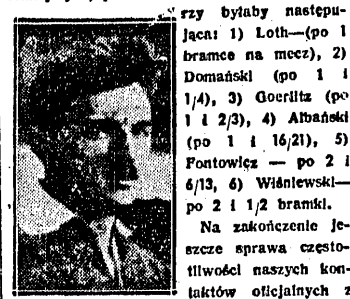 rzy byłaby następu-
jąca: 1) Loth—(po 1
bramce na mecz), 2)
Domański (po 1 i
1/4), 3) Goerlitz (po
1 i 2/3), 4) Albański
(po 1 i 16/21), 5)
Fontowicz — po 2 i
6/13, 6) Wiśniewski—
po 2 i 1/2 bramki.
Na zakończenie je-
szcze sprawa często-
tliwości naszych kon-
taktów oficjalnych z